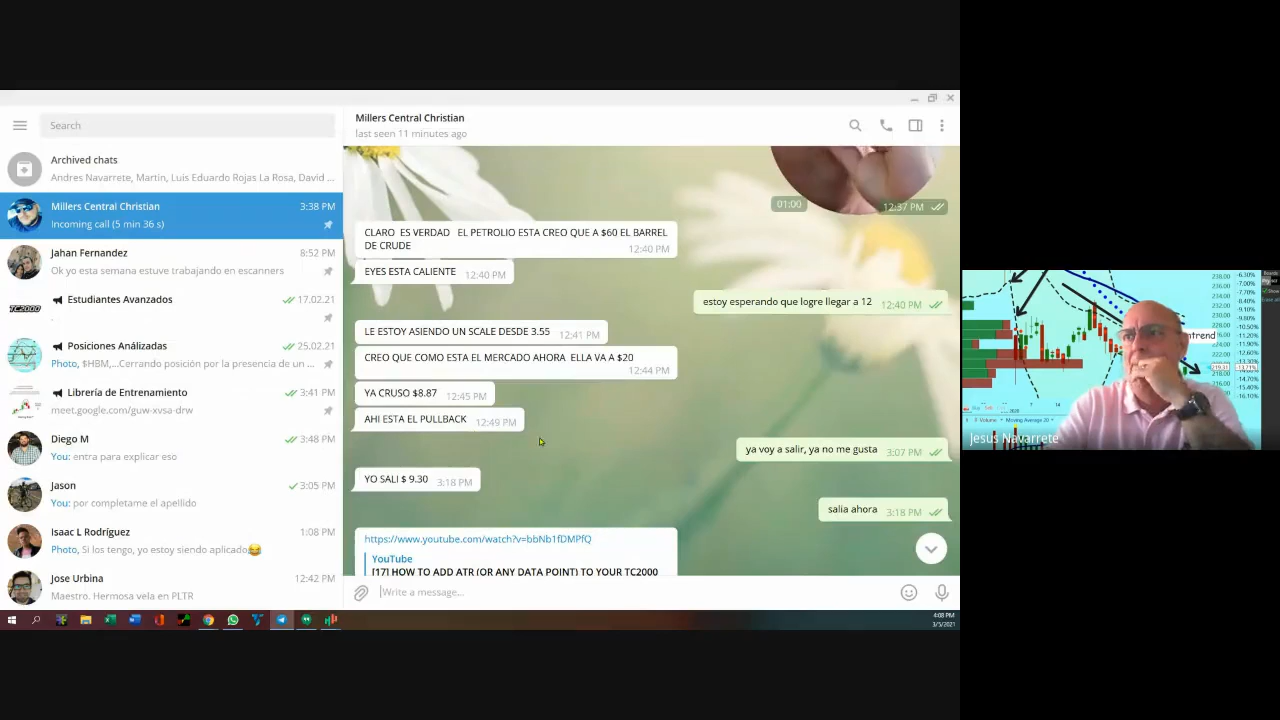 Search
Archived chats
Andres Navarrete, Martin, Luis Eduardo Rojas La Rosa, David ...
Millers Central Christian 3:38 PM
Incoming call (5 min 36 s)
Jahan Fernandez 8:52 PM
Ok yo esta semana estuve trabajando en escanners
TC2000
Estudiantes Avanzados 17.02.21
.
Posiciones Análizadas 25.02.21
Photo, $HBM,...Cerrando posición por la presencia de un ...
Librería de Entrenamiento 3:41 PM
meet.google.com/guw-xvsa-drw
Diego M 3:48 PM
You: entra para explicar eso
Jason 3:05 PM
You: por completame el apellido
Isaac L Rodríguez 1:08 PM
Photo, Si los tengo, yo estoy siendo aplicado😂
Jose Urbina 12:42 PM
Maestro. Hermosa vela en PLTR
Millers Central Christian
last seen 11 minutes ago
01:00
12:37 PM
CLARO ES VERDAD EL PETROLIO ESTA CREO QUE A $60 EL BARREL
DE CRUDE 12:40 PM
EYES ESTA CALIENTE 12:40 PM
estoy esperando que logre llegar a 12 12:40 PM
LE ESTOY ASIENDO UN SCALE DESDE 3.55 12:41 PM
CREO QUE COMO ESTA EL MERCADO AHORA ELLA VA A $20
12:44 PM
YA CRUSO $8.87 12:45 PM
AHI ESTA EL PULLBACK 12:49 PM
ya voy a salir, ya no me gusta 3:07 PM
YO SALI $ 9.30 3:18 PM
salia ahora 3:18 PM
https://www.youtube.com/watch?v=bbNb1fDMPfQ
YouTube
[17] HOW TO ADD ATR (OR ANY DATA POINT) TO YOUR TC2000
Write a message...
4:08 PM
3/5/2021
Jesus Navarrete